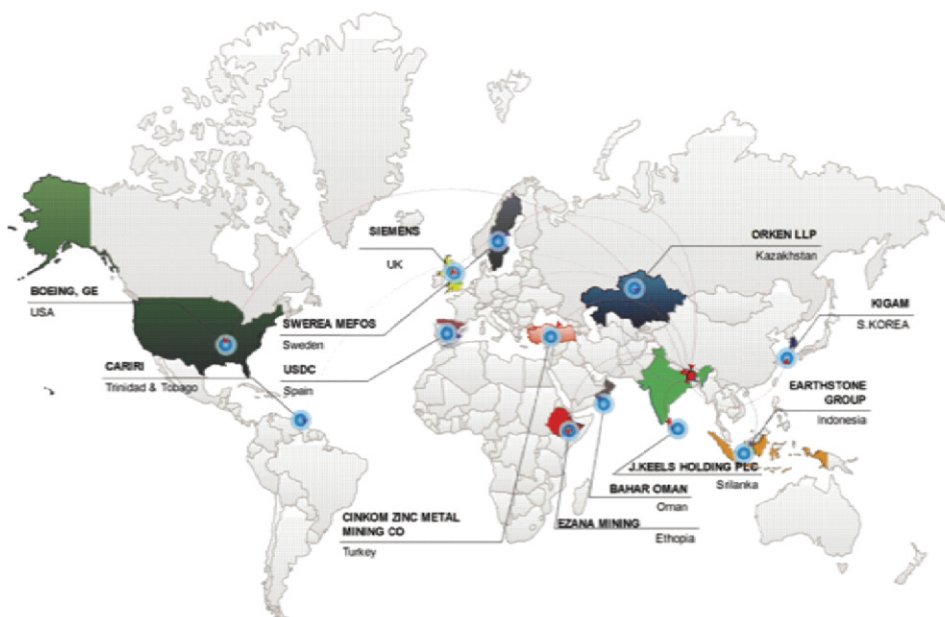 SIEMENS
UK
ORKEN LLP
Kazakhstan
BOEING, GE
USA
KIGAM
S.KOREA
SWEREA MEFOS
Sweden
CARIRI
Trinidad & Tobago
USDC
Spain
EARTHSTONE
GROUP
Indonesia
J.KEELS HOLDING PLC
Srilanka
BAHAR OMAN
Oman
CINKOM ZINC METAL
MINING CO
Turkey
EZANA MINING
Ethiopia